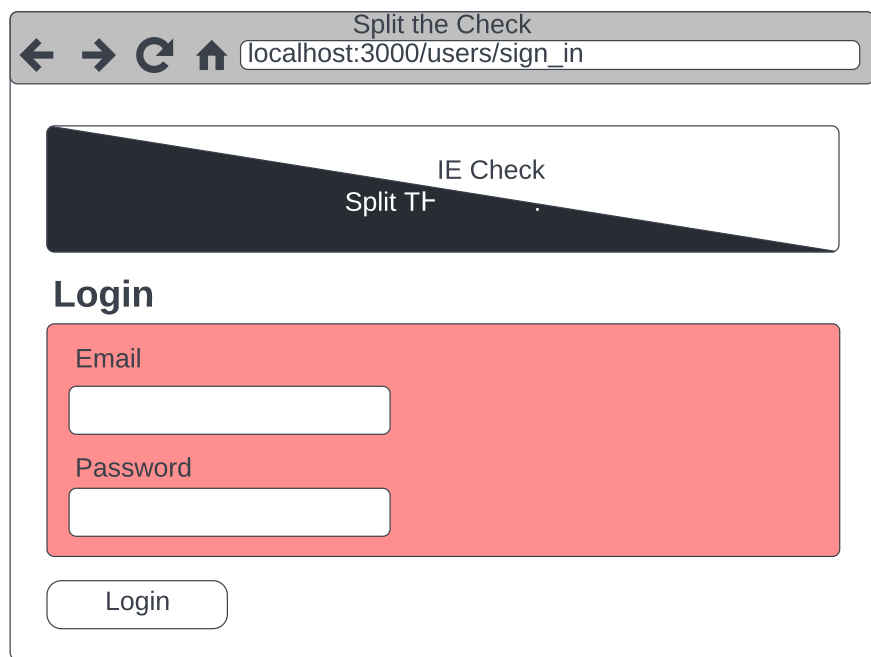 Split the Check
localhost:3000/users/sign_in
IE Check
Split TH
Login
Email
Password
Login